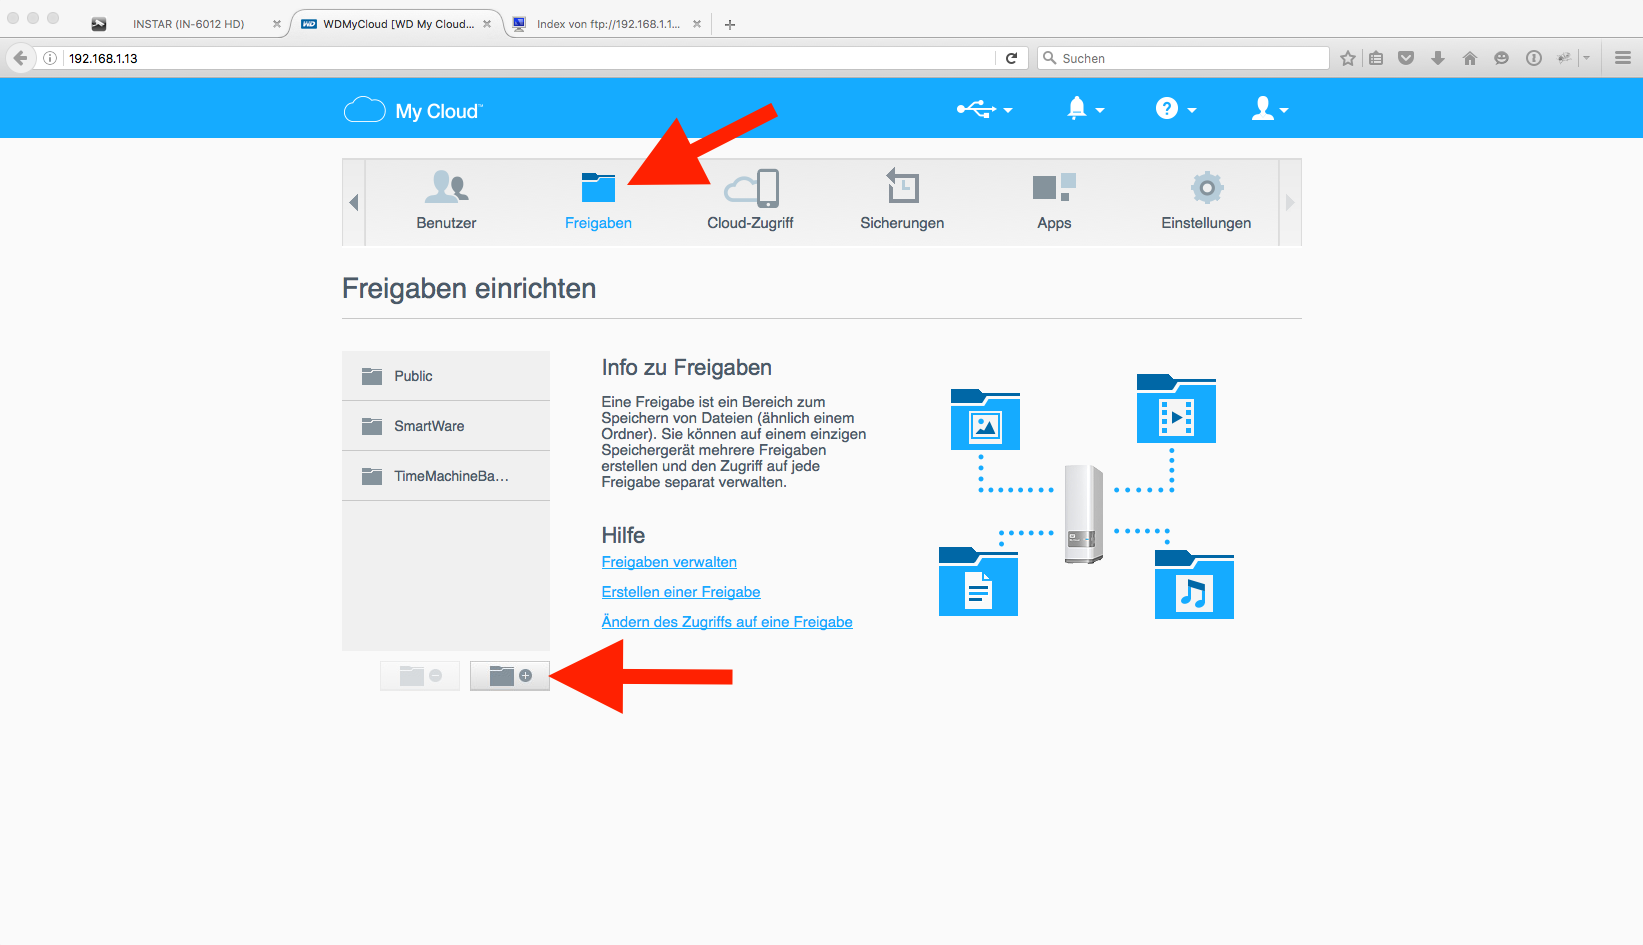 INSTAR (IN-6012 HD)
WDMyCloud [WD My Cloud...
Index von ftp://192.168.1.1...
192.168.1.13
Suchen
My Cloud™
Benutzer
Freigaben
Cloud-Zugriff
Sicherungen
Apps
Einstellungen
Freigaben einrichten
Public
SmartWare
TimeMachineBa...
Info zu Freigaben
Eine Freigabe ist ein Bereich zum
Speichern von Dateien (ähnlich einem
Ordner). Sie können auf einem einzigen
Speichergerät mehrere Freigaben
erstellen und den Zugriff auf jede
Freigabe separat verwalten.
Hilfe
Freigaben verwalten
Erstellen einer Freigabe
Ändern des Zugriffs auf eine Freigabe